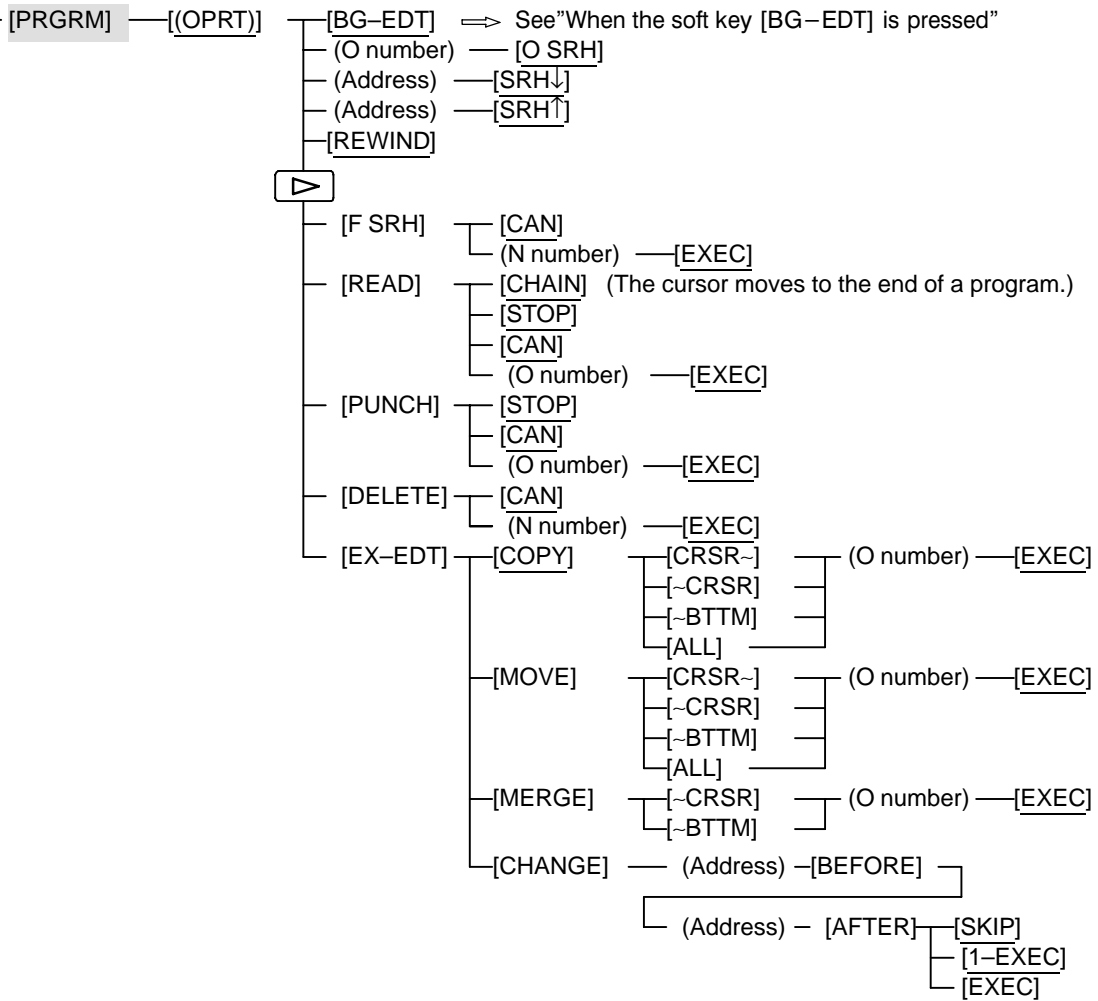 [PRGRM] [(OPRT)] [BG–EDT] ⇒ See”When the soft key [BG–EDT] is pressed”
(O number) [O SRH]
(Address) [SRH↓]
(Address) [SRH↑]
[REWIND]
[F SRH] [CAN]
(N number) [EXEC]
[READ] [CHAIN] (The cursor moves to the end of a program.)
[STOP]
[CAN]
(O number) [EXEC]
[PUNCH] [STOP]
[CAN]
(O number) [EXEC]
[DELETE] [CAN]
(N number) [EXEC]
[EX–EDT] [COPY] [CRSR~] (O number) [EXEC]
[~CRSR]
[~BTTM]
[ALL]
[MOVE] [CRSR~] (O number) [EXEC]
[~CRSR]
[~BTTM]
[ALL]
[MERGE] [~CRSR] (O number) [EXEC]
[~BTTM]
[CHANGE] (Address) [BEFORE]
(Address) [AFTER] [SKIP]
[1–EXEC]
[EXEC]